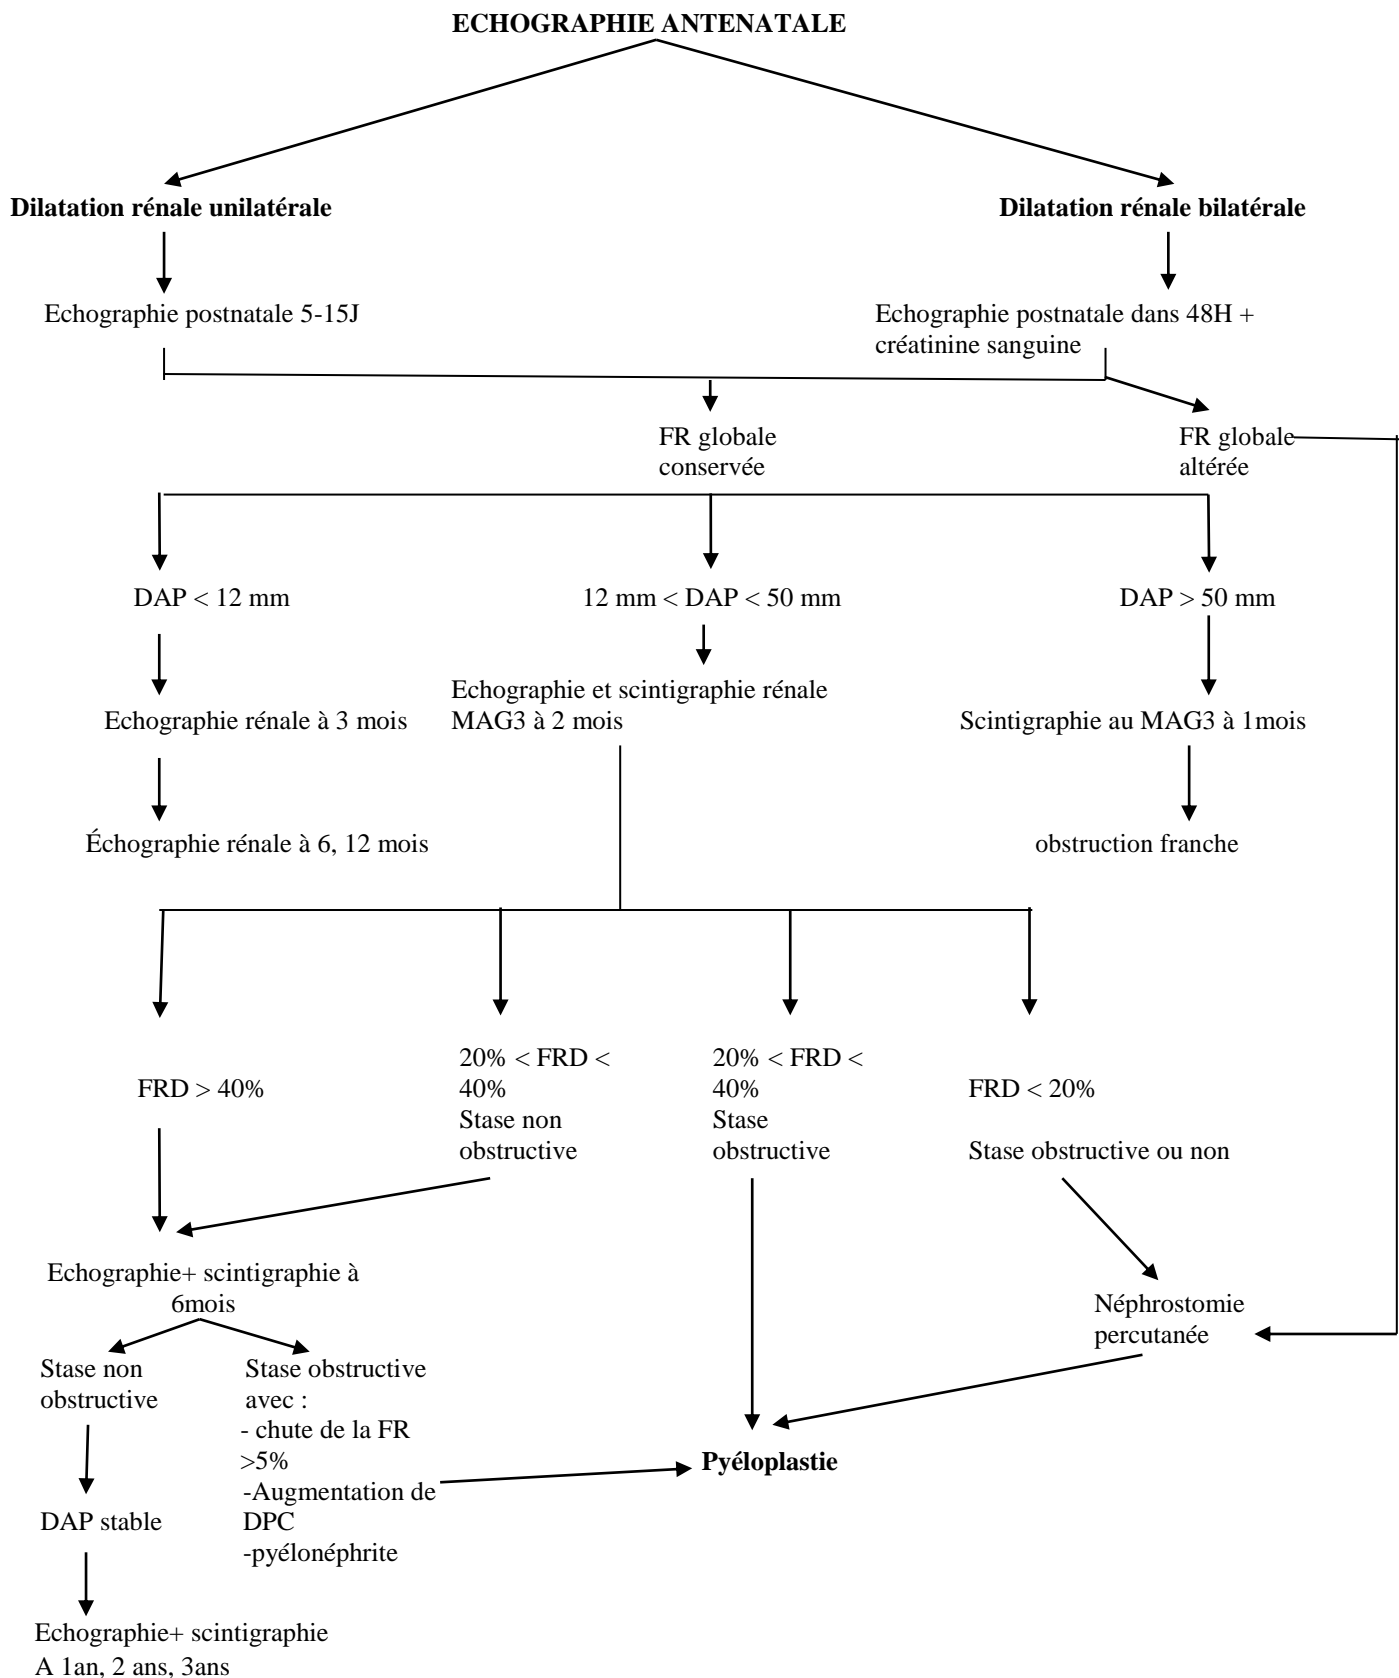 ECHOGRAPHIE ANTENATALE
Dilatation rénale unilatérale
Dilatation rénale bilatérale
Echographie postnatale 5-15J
Echographie postnatale dans 48H +
créatinine sanguine
FR globale
conservée
FR globale
altérée
DAP < 12 mm
12 mm < DAP < 50 mm
DAP > 50 mm
Echographie rénale à 3 mois
Echographie et scintigraphie rénale
MAG3 à 2 mois
Scintigraphie au MAG3 à 1mois
Échographie rénale à 6, 12 mois
obstruction franche
FRD > 40%
20% < FRD <
40%
Stase non
obstructive
20% < FRD <
40%
Stase
obstructive
FRD < 20%
Stase obstructive ou non
Echographie+ scintigraphie à
6mois
Néphrostomie
percutanée
Stase non
obstructive
Stase obstructive
avec :
- chute de la FR
>5%
-Augmentation de
DPC
-pyélonéphrite
Pyéloplastie
DAP stable
Echographie+ scintigraphie
A 1an, 2 ans, 3ans